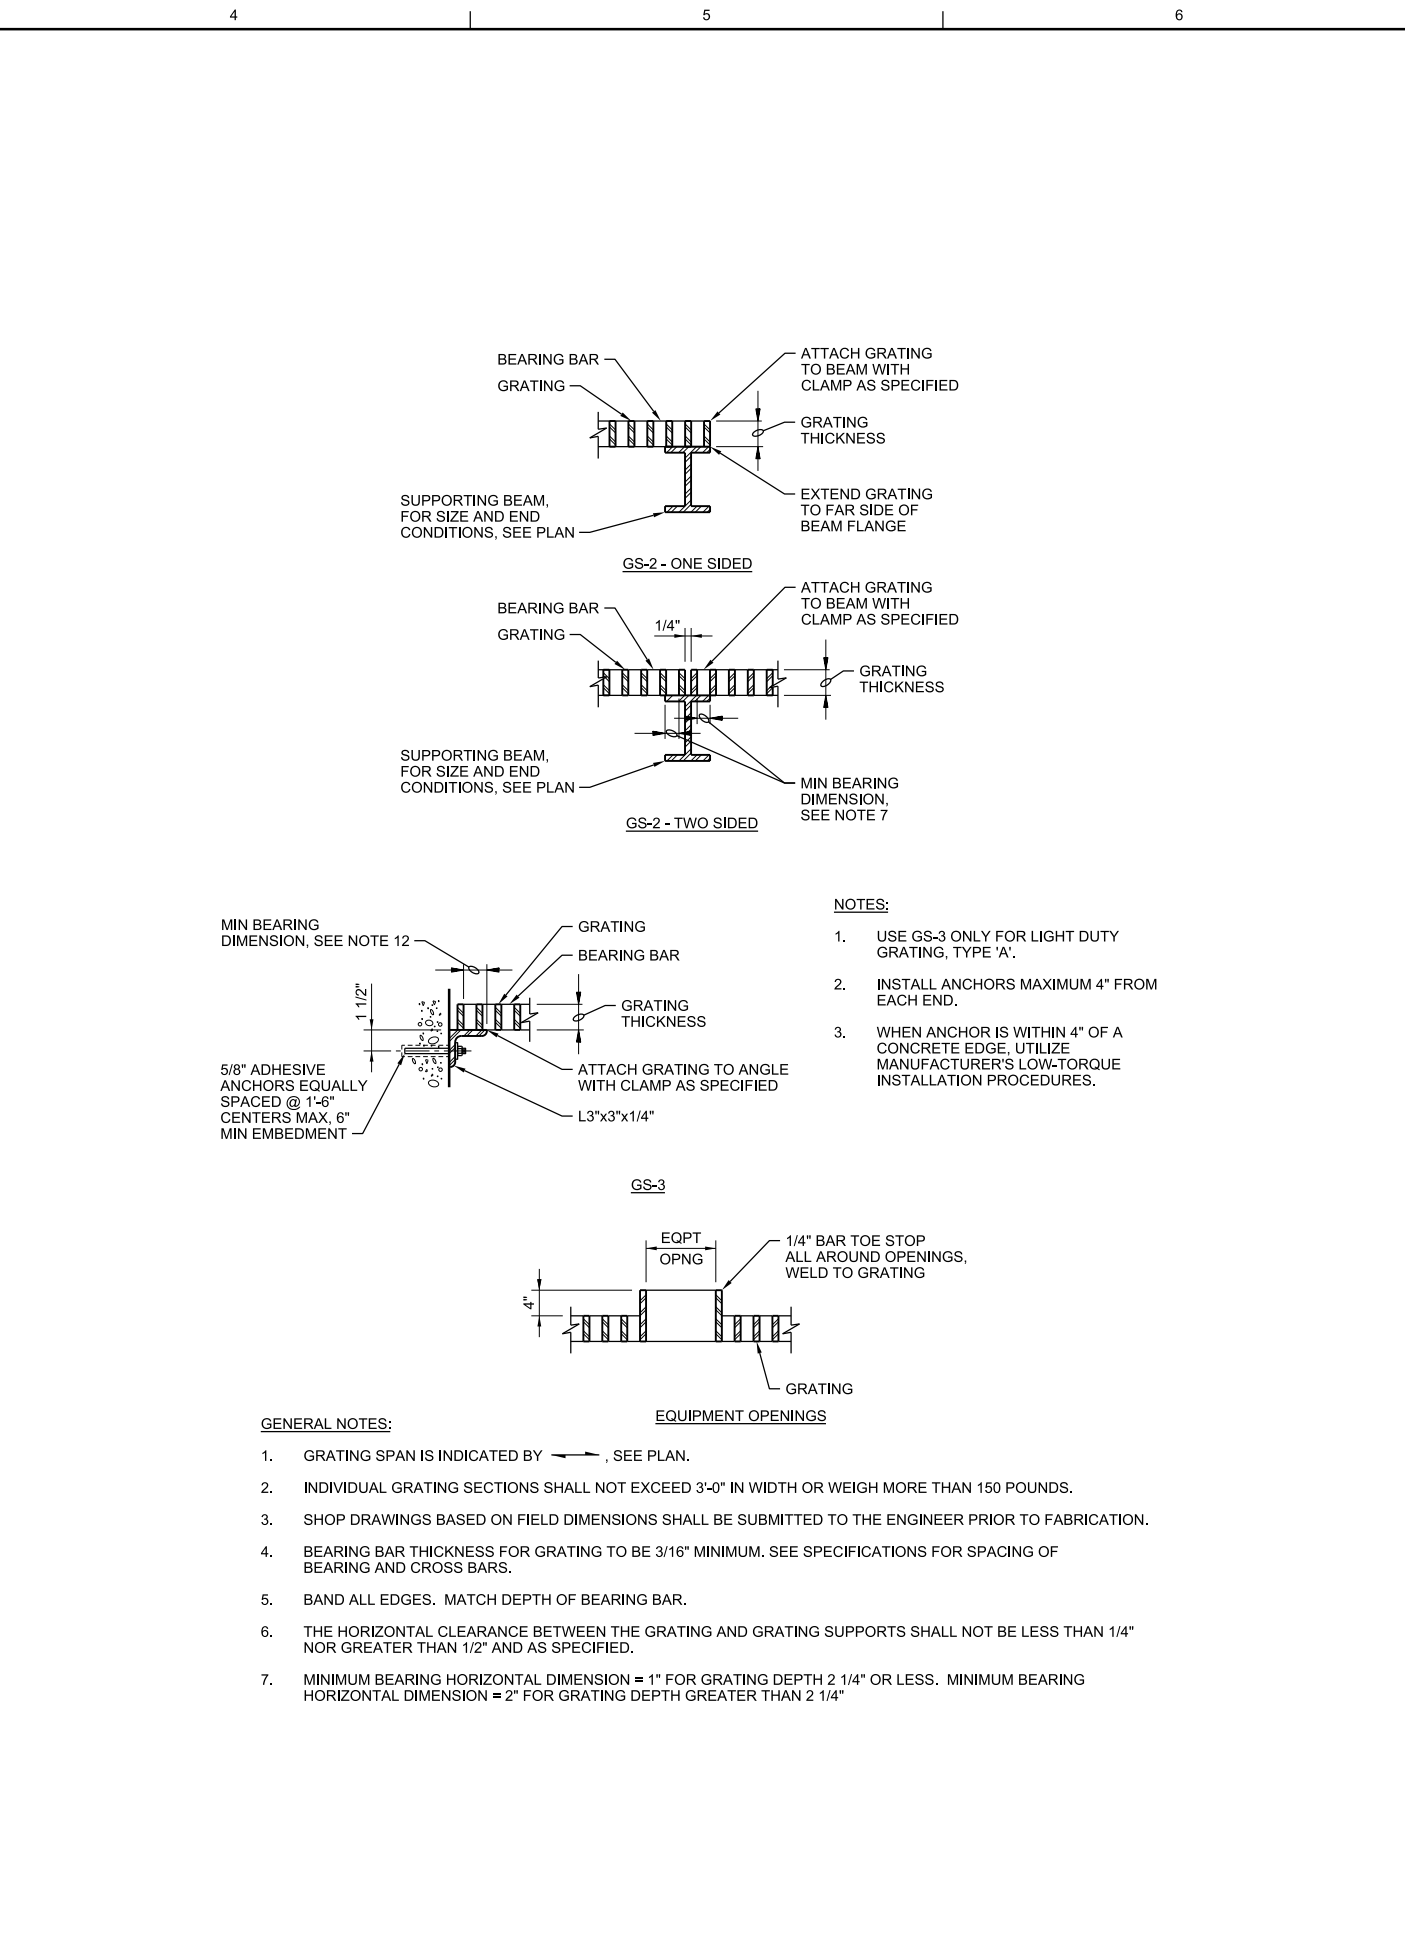 4
5
6
BEARING BAR
GRATING
ATTACH GRATING
TO BEAM WITH
CLAMP AS SPECIFIED
GRATING
THICKNESS
SUPPORTING BEAM,
FOR SIZE AND END
CONDITIONS, SEE PLAN
EXTEND GRATING
TO FAR SIDE OF
BEAM FLANGE
GS-2 - ONE SIDED
BEARING BAR
GRATING
1/4"
ATTACH GRATING
TO BEAM WITH
CLAMP AS SPECIFIED
GRATING
THICKNESS
SUPPORTING BEAM,
FOR SIZE AND END
CONDITIONS, SEE PLAN
MIN BEARING
DIMENSION,
SEE NOTE 7
GS-2 - TWO SIDED
MIN BEARING
DIMENSION, SEE NOTE 12
GRATING
BEARING BAR
1 1/2"
GRATING
THICKNESS
5/8" ADHESIVE
ANCHORS EQUALLY
SPACED @ 1'-6"
CENTERS MAX, 6"
MIN EMBEDMENT
ATTACH GRATING TO ANGLE
WITH CLAMP AS SPECIFIED
L3"x3"x1/4"
GS-3
NOTES:
1. USE GS-3 ONLY FOR LIGHT DUTY
GRATING, TYPE 'A'.
2. INSTALL ANCHORS MAXIMUM 4" FROM
EACH END.
3. WHEN ANCHOR IS WITHIN 4" OF A
CONCRETE EDGE, UTILIZE
MANUFACTURER'S LOW-TORQUE
INSTALLATION PROCEDURES.
EQPT
OPNG
1/4" BAR TOE STOP
ALL AROUND OPENINGS,
WELD TO GRATING
4"
GRATING
EQUIPMENT OPENINGS
GENERAL NOTES:
1. GRATING SPAN IS INDICATED BY , SEE PLAN.
2. INDIVIDUAL GRATING SECTIONS SHALL NOT EXCEED 3'-0" IN WIDTH OR WEIGH MORE THAN 150 POUNDS.
3. SHOP DRAWINGS BASED ON FIELD DIMENSIONS SHALL BE SUBMITTED TO THE ENGINEER PRIOR TO FABRICATION.
4. BEARING BAR THICKNESS FOR GRATING TO BE 3/16" MINIMUM. SEE SPECIFICATIONS FOR SPACING OF
BEARING AND CROSS BARS.
5. BAND ALL EDGES. MATCH DEPTH OF BEARING BAR.
6. THE HORIZONTAL CLEARANCE BETWEEN THE GRATING AND GRATING SUPPORTS SHALL NOT BE LESS THAN 1/4"
NOR GREATER THAN 1/2" AND AS SPECIFIED.
7. MINIMUM BEARING HORIZONTAL DIMENSION = 1" FOR GRATING DEPTH 2 1/4" OR LESS. MINIMUM BEARING
HORIZONTAL DIMENSION = 2" FOR GRATING DEPTH GREATER THAN 2 1/4"